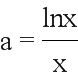 a = lnx / x